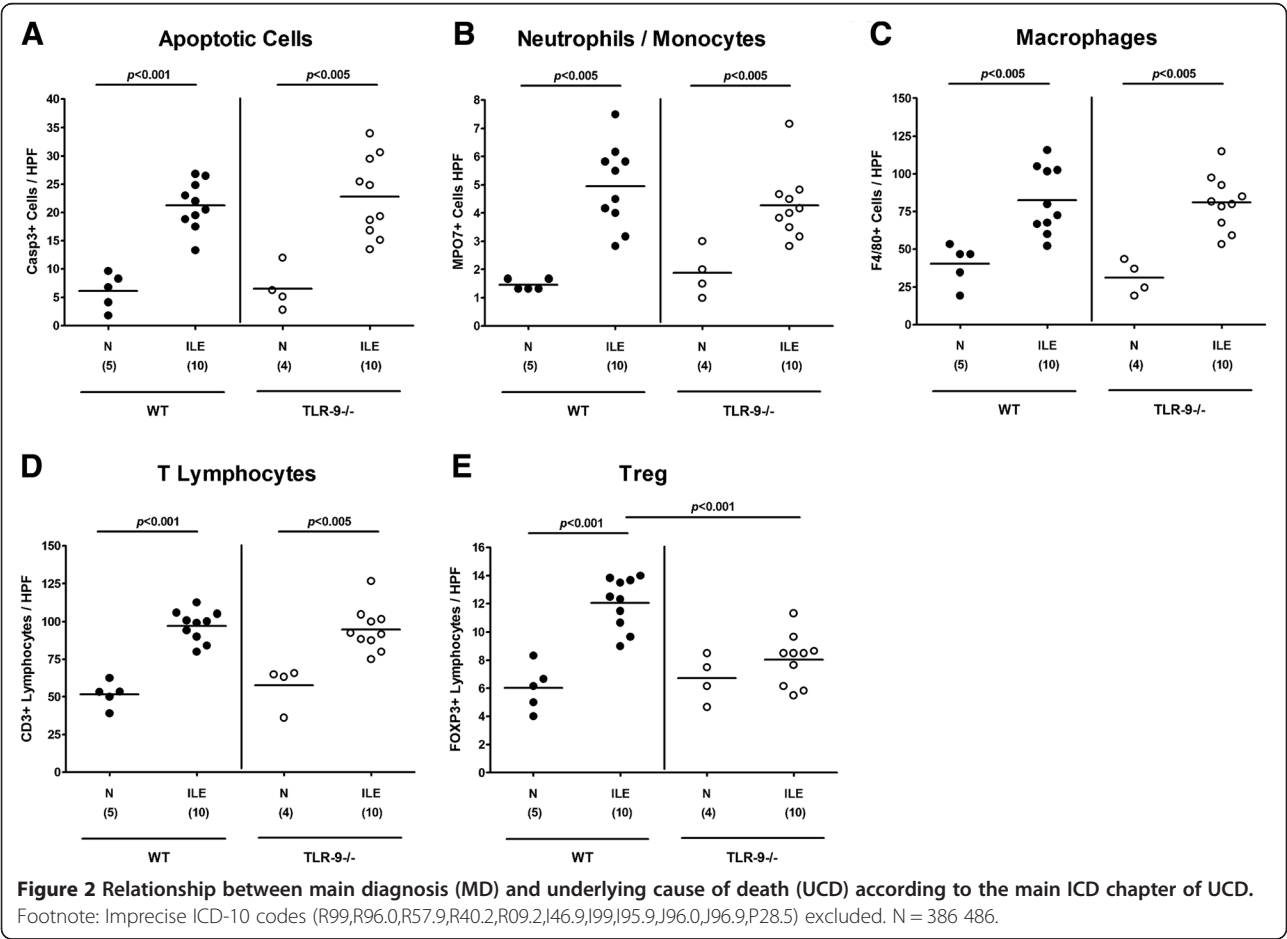 A
Apoptotic Cells
p<0.001
p<0.005
Casp3+ Cells / HPF
40
35
30
25
20
15
10
5
0
N
ILE
N
ILE
(5)
(10)
(4)
(10)
WT
TLR-9-/-
B
Neutrophils / Monocytes
p<0.005
p<0.005
MPO7+ Cells HPF
8
7
6
5
4
3
2
1
0
N
ILE
N
ILE
(5)
(10)
(4)
(10)
WT
TLR-9-/-
C
Macrophages
p<0.005
p<0.005
F4/80+ Cells / HPF
150
125
100
75
50
25
0
N
ILE
N
ILE
(5)
(10)
(4)
(10)
WT
TLR-9-/-
D
T Lymphocytes
p<0.001
p<0.005
CD3+ Lymphocytes / HPF
150
125
100
75
50
25
0
N
ILE
N
ILE
(5)
(10)
(4)
(10)
WT
TLR-9-/-
E
Treg
p<0.001
p<0.001
FOXP3+ Lymphocytes / HPF
16
14
12
10
8
6
4
2
0
N
ILE
N
ILE
(5)
(10)
(4)
(10)
WT
TLR-9-/-
Figure 2 Relationship between main diagnosis (MD) and underlying cause of death (UCD) according to the main ICD chapter of UCD.
Footnote: Imprecise ICD-10 codes (R99,R96.0,R57.9,R40.2,R09.2,I46.9,I99,I95.9,J96.0,J96.9,P28.5) excluded. N = 386 486.